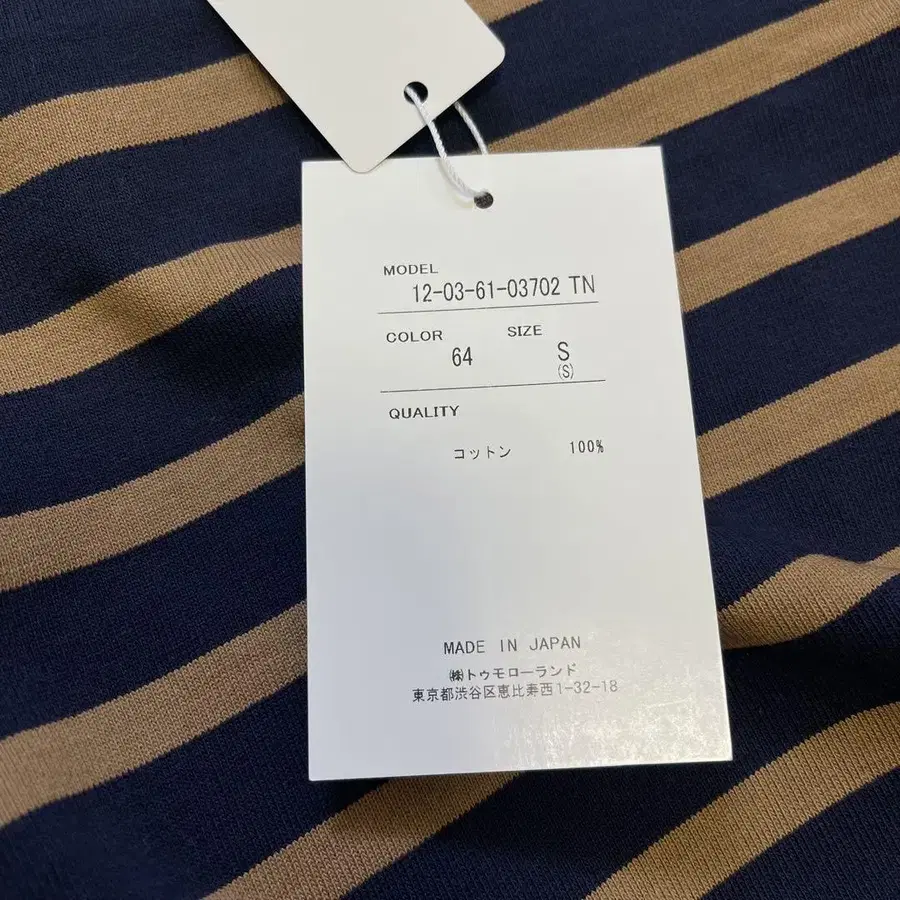 MODEL
12-03-61-03702 TN
COLOR SIZE
64 S
(S)
QUALITY
コットン 100%
MADE IN JAPAN
㈱トゥモローランド
東京都渋谷区恵比寿西1-32-18